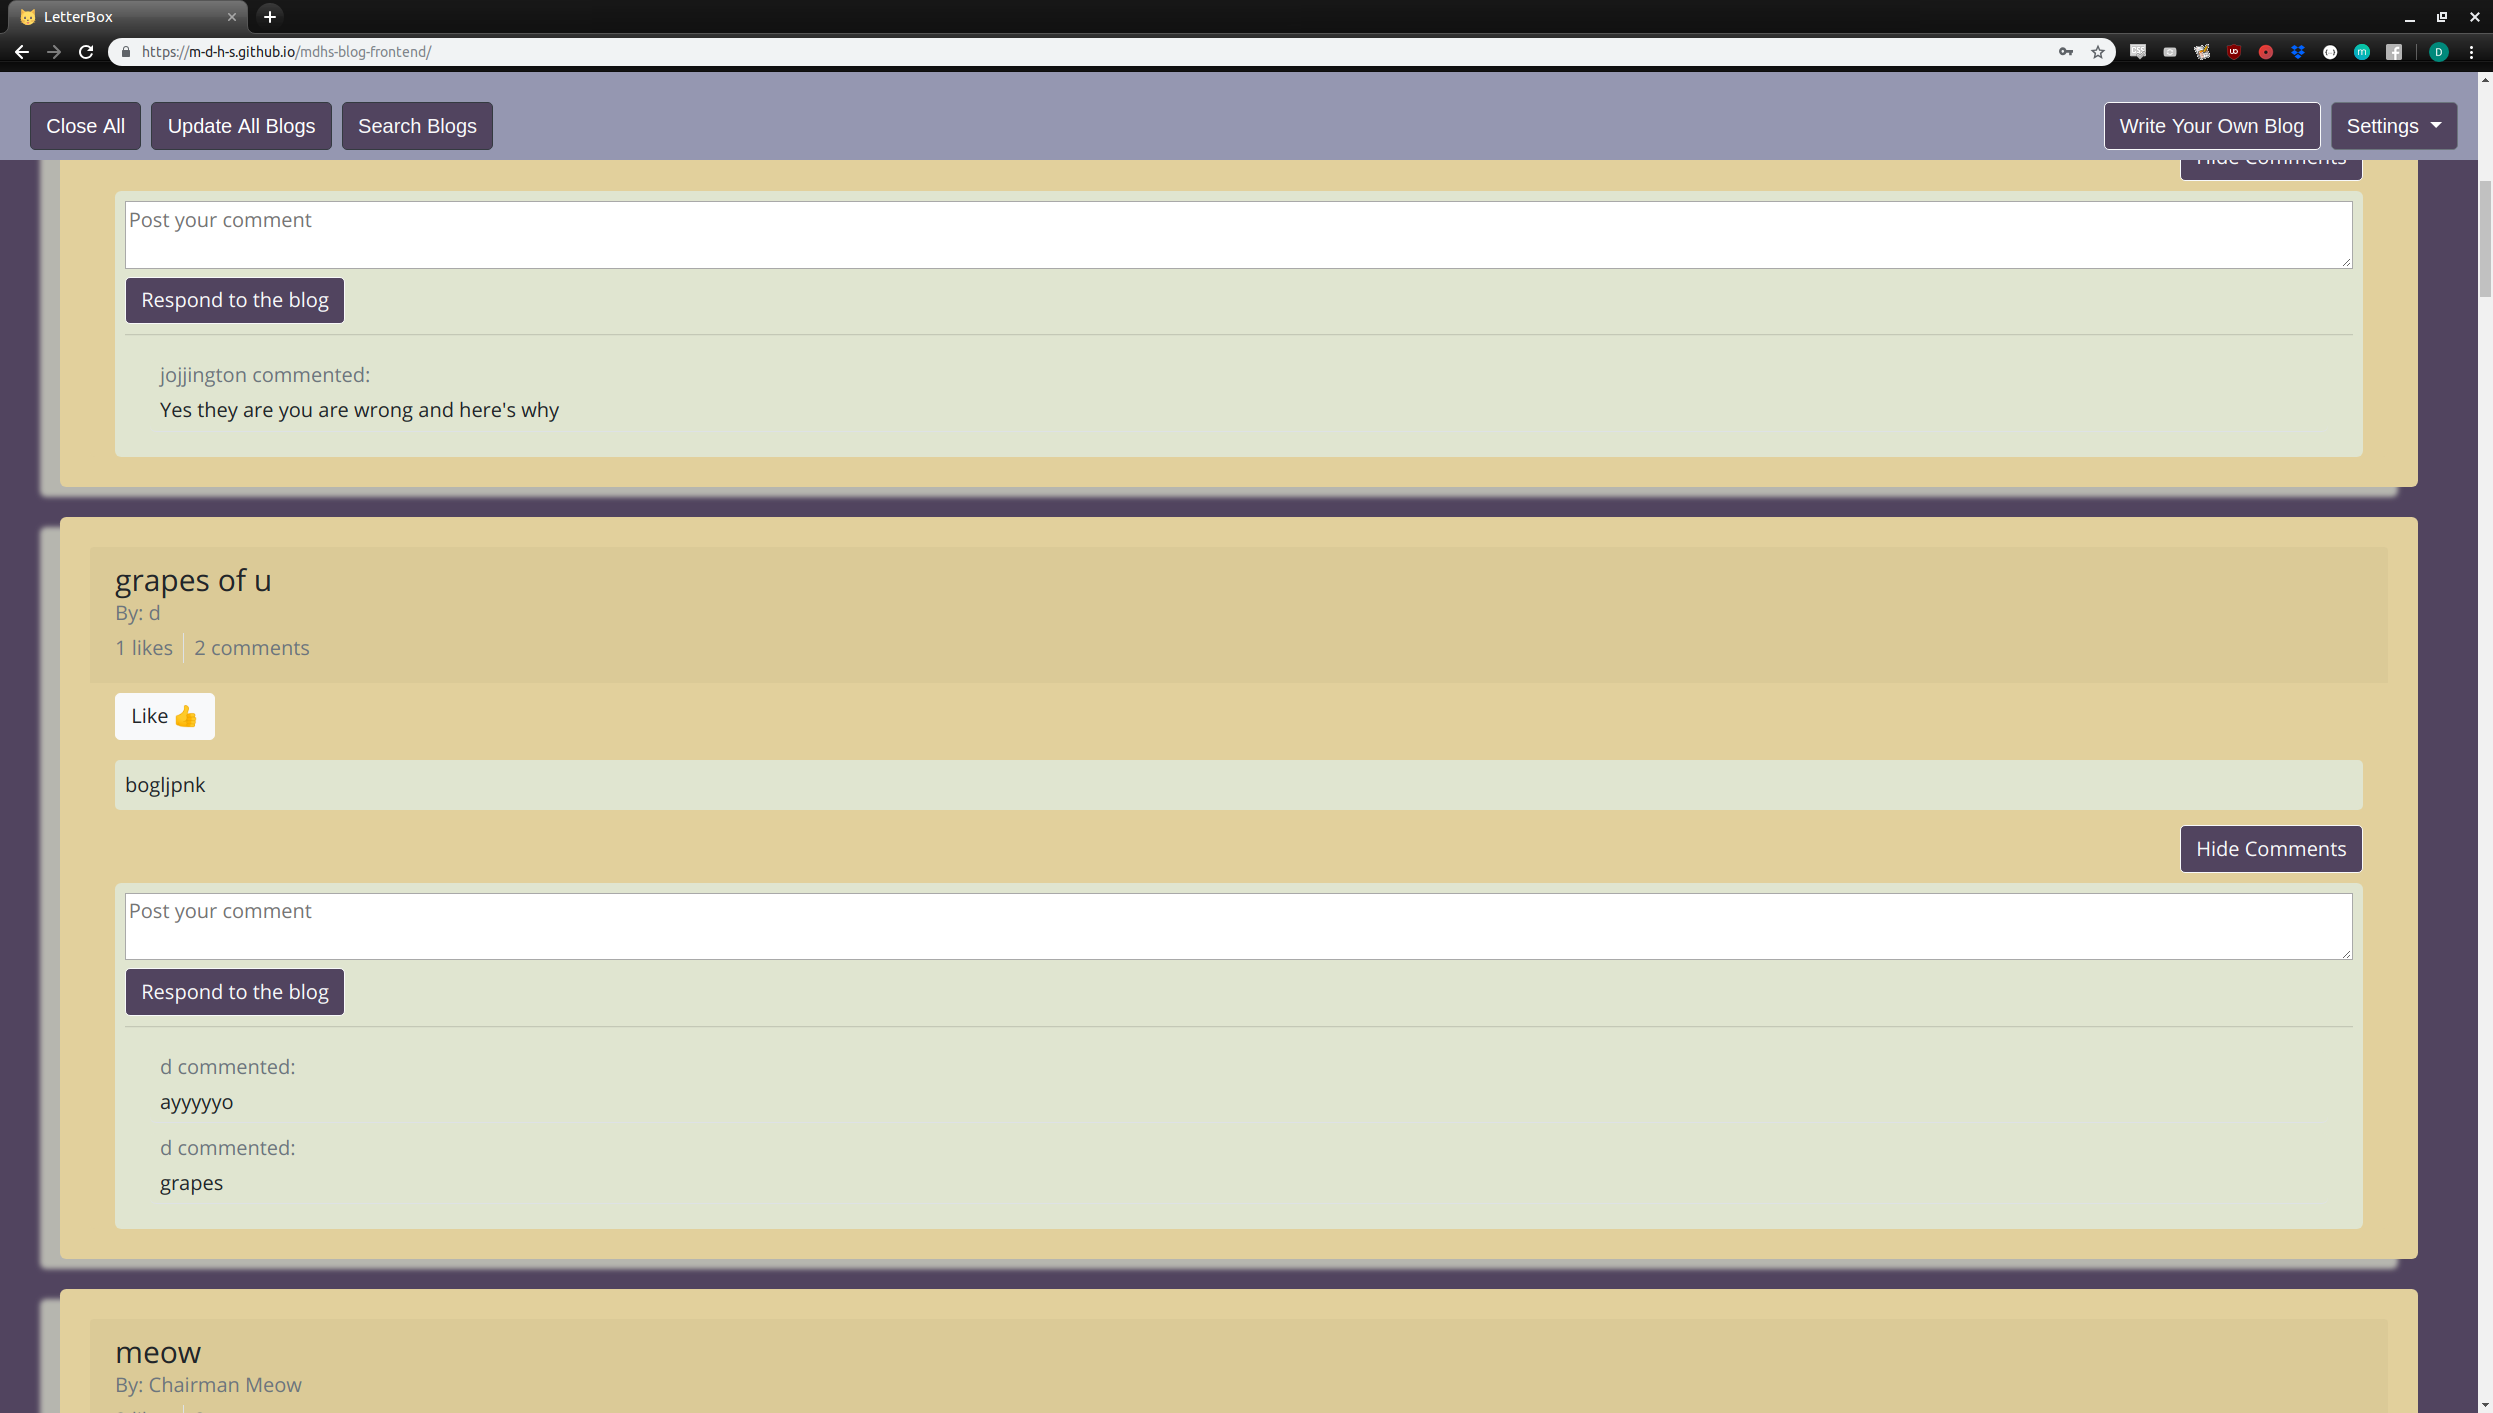 LetterBox
https://m-d-h-s.github.io/mdhs-blog-frontend/
Close All
Update All Blogs
Search Blogs
Write Your Own Blog
Settings
Hide Comments
Post your comment
Respond to the blog
jojjington commented:
Yes they are you are wrong and here's why
grapes of u
By: d
1 likes
2 comments
Like 👍
bogljpnk
Hide Comments
Post your comment
Respond to the blog
d commented:
ayyyyyo
d commented:
grapes
meow
By: Chairman Meow